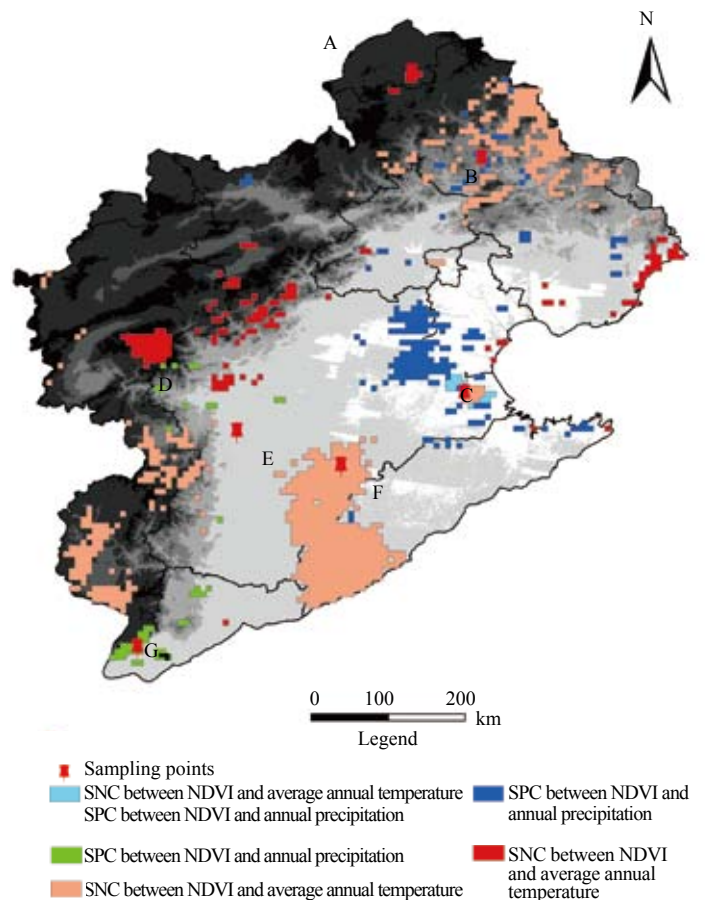 N
A
B
C
D
E
F
G
0 100 200
km
Legend
Sampling points
SNC between NDVI and average annual temperature
SPC between NDVI and annual precipitation
SPC between NDVI and
annual precipitation
SPC between NDVI and annual precipitation
SNC between NDVI
and average annual
temperature
SNC between NDVI and average annual temperature